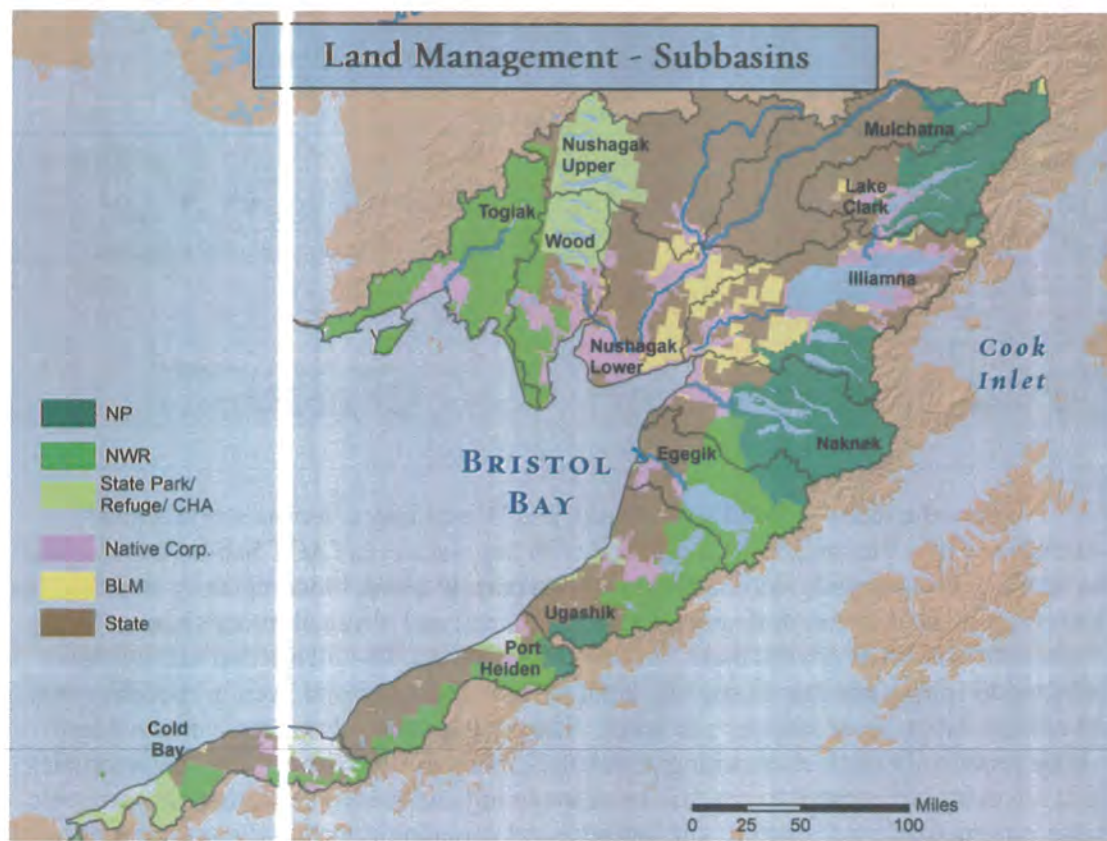 Land Management - Subbasins
Nushagak
Upper
Mulchatna
Lake
Clark
Togiak
Wood
Illiamna
Nushagak
Lower
Cook
Inlet
NP
NWR
State Park/
Refuge/ CHA
Native Corp.
BLM
State
BRISTOL
BAY
Egegik
Naknek
Ugashik
Port
Heiden
Cold
Bay
Miles
0 25 50 100